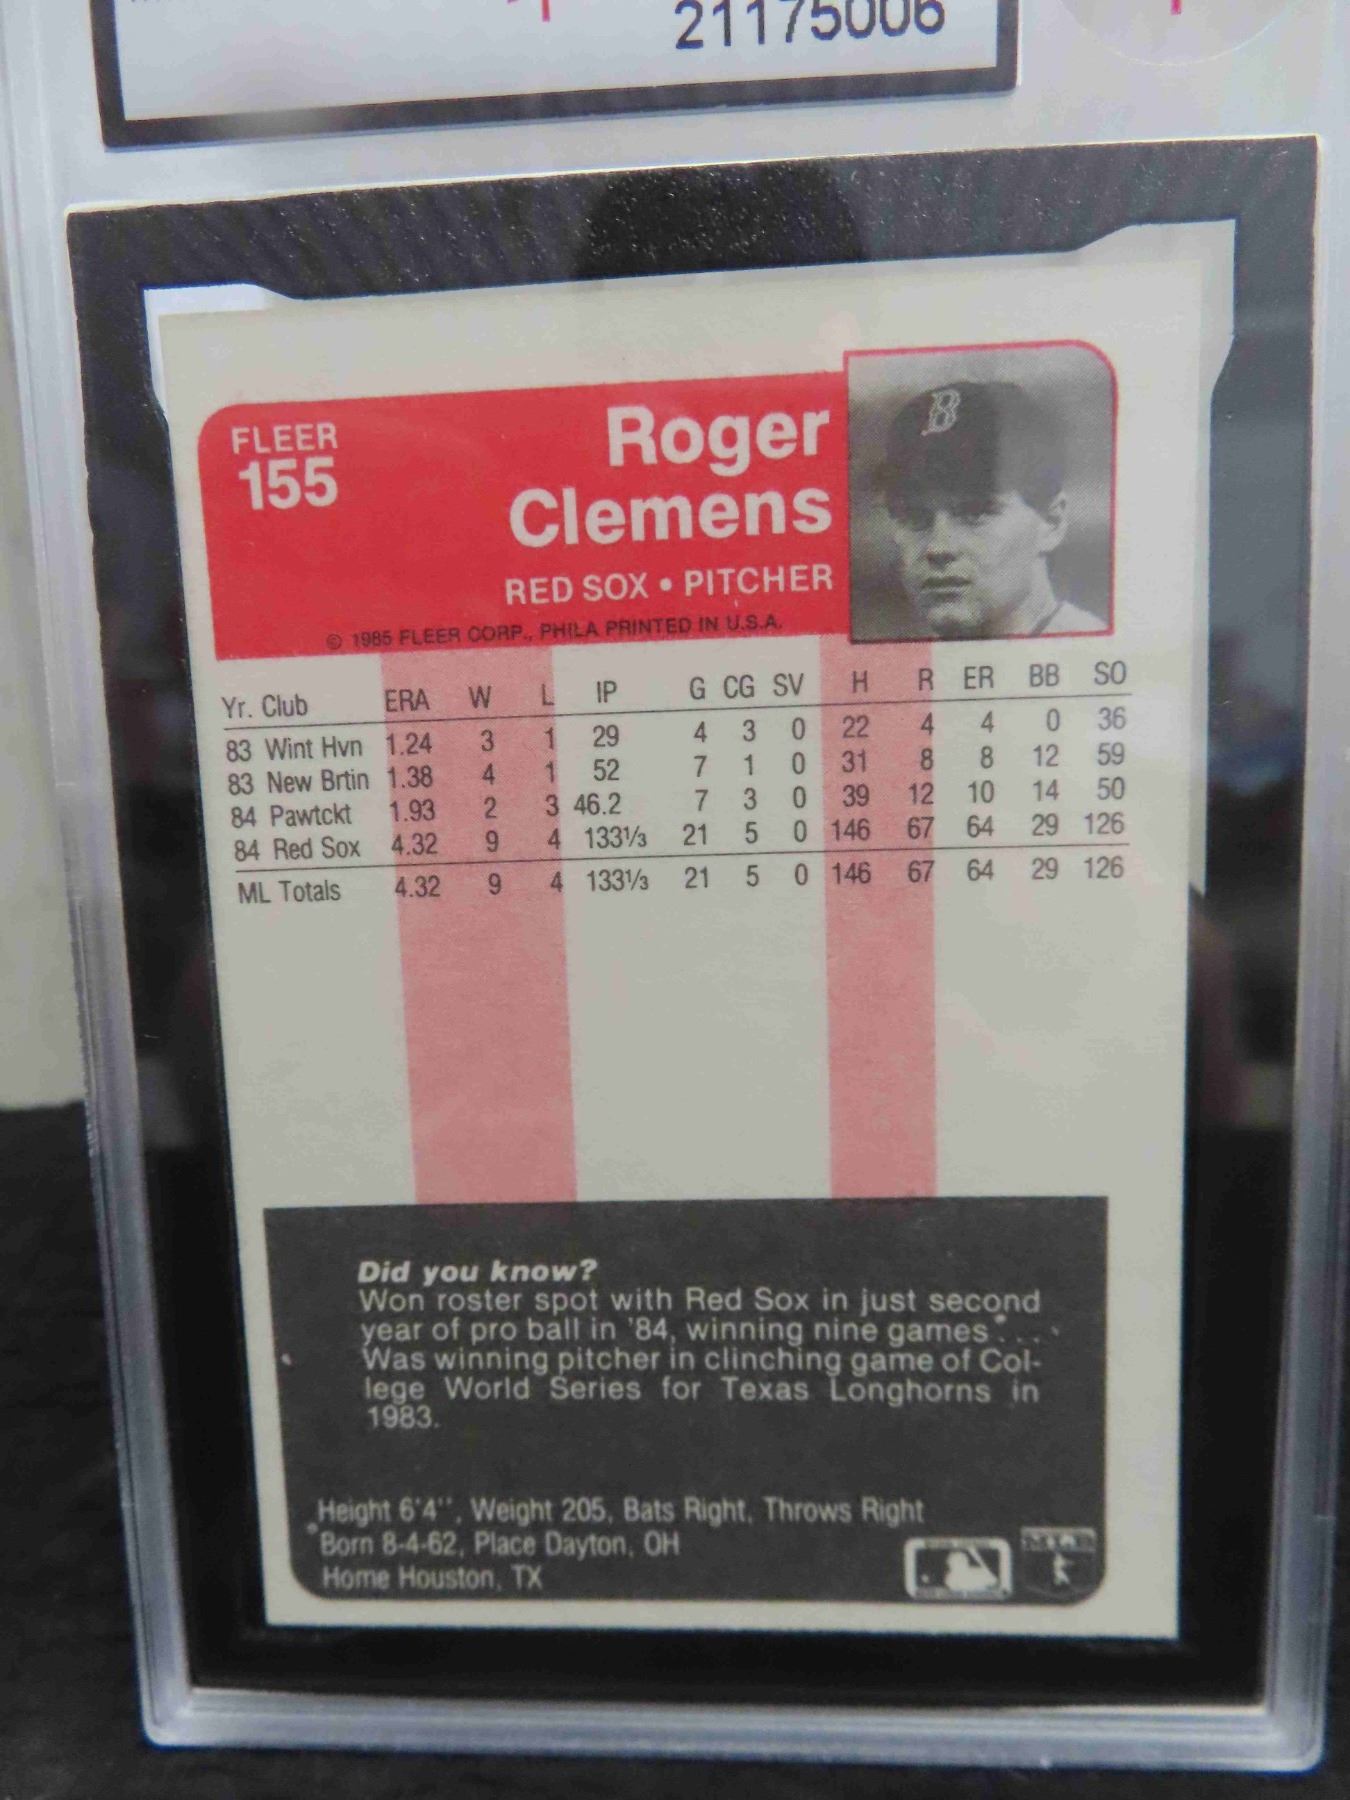 21175006
FLEER
155
Roger
Clemens
RED SOX • PITCHER
© 1985 FLEER CORP., PHILA PRINTED IN U.S.A.
Yr. Club ERA W L IP G CG SV H R ER BB SO
83 Wint Hvn 1.24 3 1 29 4 3 0 22 4 4 0 36
83 New Brtin 1.38 4 1 52 7 1 0 31 8 8 12 59
84 Pawtckt 1.93 2 3 46.2 7 3 0 39 12 10 14 50
84 Red Sox 4.32 9 4 133⅓ 21 5 0 146 67 64 29 126
ML Totals 4.32 9 4 133⅓ 21 5 0 146 67 64 29 126
Did you know?
Won roster spot with Red Sox in just second
year of pro ball in '84, winning nine games . . .
Was winning pitcher in clinching game of Col-
lege World Series for Texas Longhorns in
1983.
Height 6'4'', Weight 205, Bats Right, Throws Right
Born 8-4-62, Place Dayton, OH
Home Houston, TX